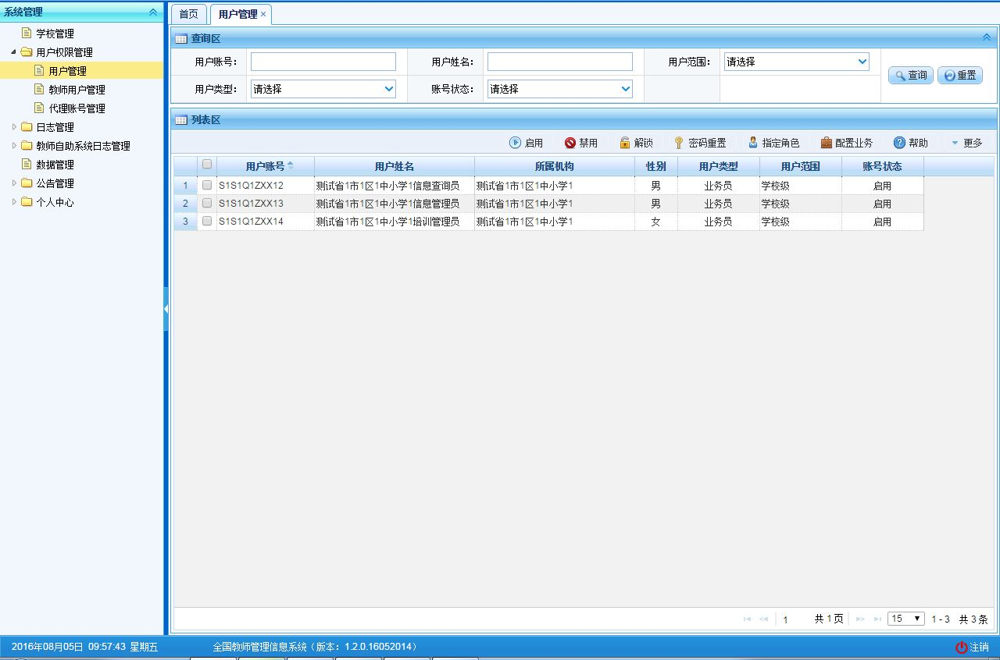 系统管理
学校管理
用户权限管理
用户管理
教师用户管理
代理账号管理
日志管理
教师自助系统日志管理
数据管理
公告管理
个人中心
首页 用户管理 ×
查询区
用户账号： 用户姓名： 用户范围： 请选择
用户类型： 请选择 账号状态： 请选择
查询 重置
列表区
启用 禁用 解锁 密码重置 指定角色 配置业务 帮助 更多
用户账号 用户姓名 所属机构 性别 用户类型 用户范围 账号状态
1 S1S1Q1ZXX12 测试省1市1区1中小学1信息查询员 测试省1市1区1中小学1 男 业务员 学校级 启用
2 S1S1Q1ZXX13 测试省1市1区1中小学1信息管理员 测试省1市1区1中小学1 男 业务员 学校级 启用
3 S1S1Q1ZXX14 测试省1市1区1中小学1培训管理员 测试省1市1区1中小学1 女 业务员 学校级 启用
1 共 1 页 15 1 - 3 共 3 条
2016年08月05日 09:57:43 星期五 全国教师管理信息系统（版本：1.2.0.16052014） 注销